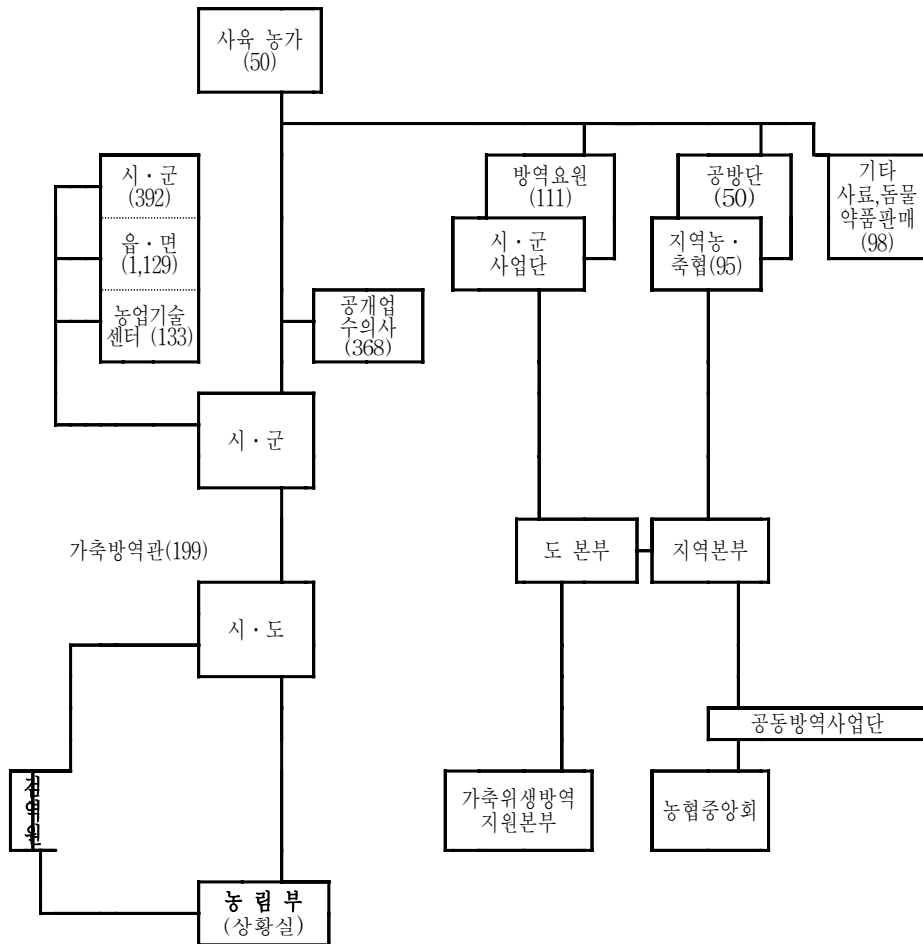 사육 농가
(50)
시·군
(392)
읍·면
(1,129)
농업기술
센터 (133)
방역요원
(111)
시·군
사업단
공방단
(50)
지역농·
축협(95)
기타
사료,돔물
약품판매
(98)
공개업
수의사
(368)
시·군
가축방역관(199)
도 본부
지역본부
시·도
공동방역사업단
검역원
가축위생방역
지원본부
농협중앙회
농 림 부
(상황실)